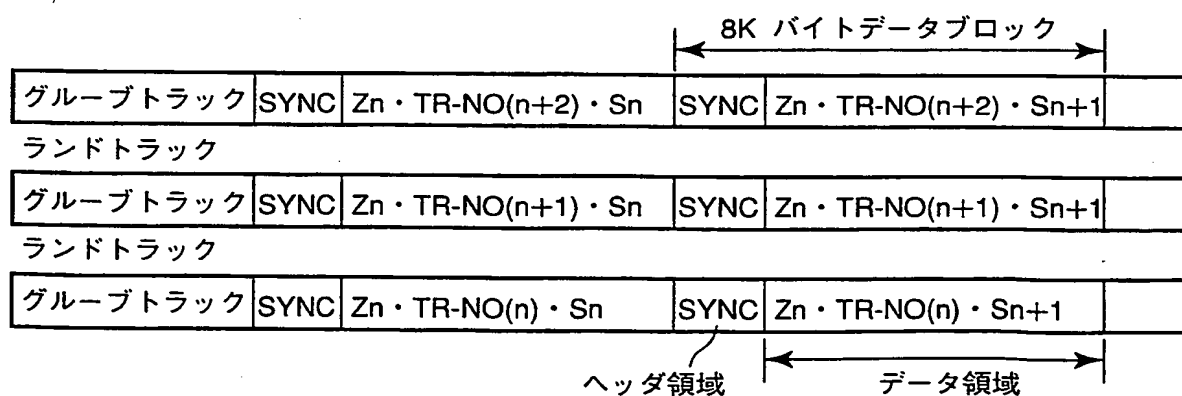 8K バイトデータブロック
グルーブトラック SYNC Zn・TR-NO(n+2)・Sn SYNC Zn・TR-NO(n+2)・Sn+1
ランドトラック
グルーブトラック SYNC Zn・TR-NO(n+1)・Sn SYNC Zn・TR-NO(n+1)・Sn+1
ランドトラック
グルーブトラック SYNC Zn・TR-NO(n)・Sn SYNC Zn・TR-NO(n)・Sn+1
ヘッダ領域 データ領域